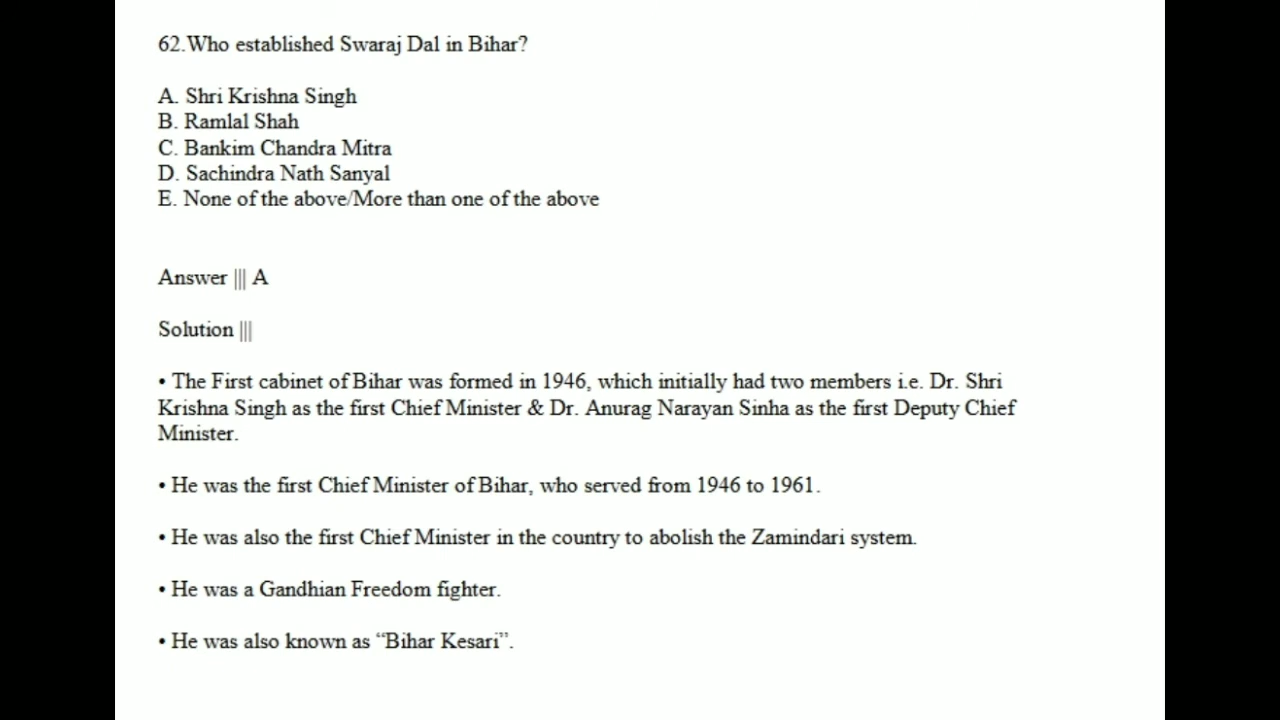 62.Who established Swaraj Dal in Bihar?
A. Shri Krishna Singh
B. Ramlal Shah
C. Bankim Chandra Mitra
D. Sachindra Nath Sanyal
E. None of the above/More than one of the above
Answer ||| A
Solution |||
• The First cabinet of Bihar was formed in 1946, which initially had two members i.e. Dr. Shri
Krishna Singh as the first Chief Minister & Dr. Anurag Narayan Sinha as the first Deputy Chief
Minister.
• He was the first Chief Minister of Bihar, who served from 1946 to 1961.
• He was also the first Chief Minister in the country to abolish the Zamindari system.
• He was a Gandhian Freedom fighter.
• He was also known as “Bihar Kesari”.